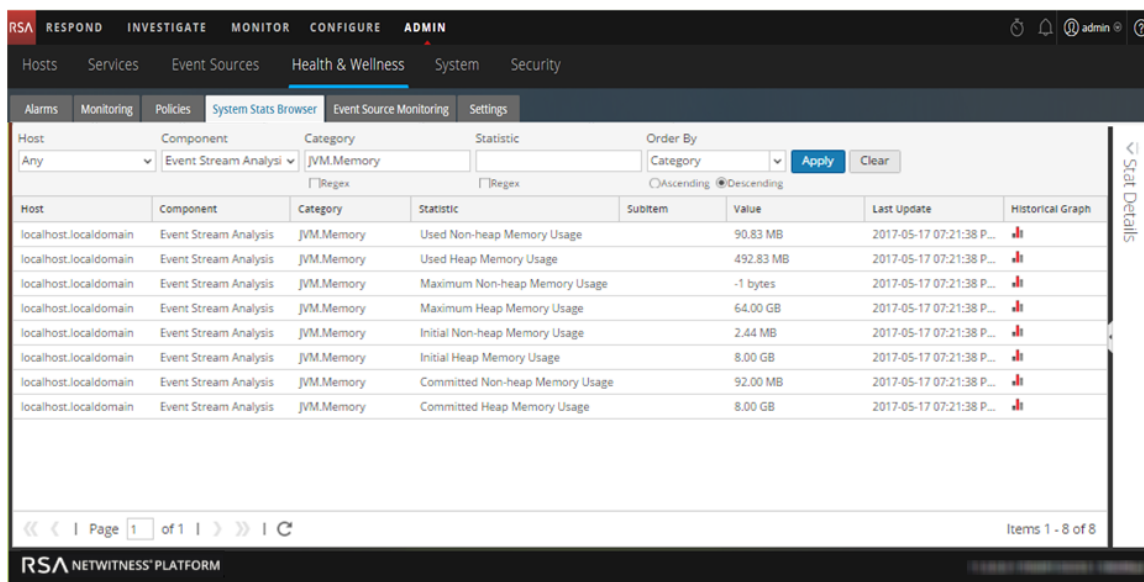 RSA RESPOND INVESTIGATE MONITOR CONFIGURE ADMIN admin
Hosts Services Event Sources Health & Wellness System Security
Alarms Monitoring Policies System Stats Browser Event Source Monitoring Settings
Host Component Category Statistic Order By
Any Event Stream Analysi JVM.Memory Category Apply Clear
Regex Regex Ascending Descending
Stat Details
Host Component Category Statistic SubItem Value Last Update Historical Graph
localhost.localdomain Event Stream Analysis JVM.Memory Used Non-heap Memory Usage 90.83 MB 2017-05-17 07:21:38 P...
localhost.localdomain Event Stream Analysis JVM.Memory Used Heap Memory Usage 492.83 MB 2017-05-17 07:21:38 P...
localhost.localdomain Event Stream Analysis JVM.Memory Maximum Non-heap Memory Usage -1 bytes 2017-05-17 07:21:38 P...
localhost.localdomain Event Stream Analysis JVM.Memory Maximum Heap Memory Usage 64.00 GB 2017-05-17 07:21:38 P...
localhost.localdomain Event Stream Analysis JVM.Memory Initial Non-heap Memory Usage 2.44 MB 2017-05-17 07:21:38 P...
localhost.localdomain Event Stream Analysis JVM.Memory Initial Heap Memory Usage 8.00 GB 2017-05-17 07:21:38 P...
localhost.localdomain Event Stream Analysis JVM.Memory Committed Non-heap Memory Usage 92.00 MB 2017-05-17 07:21:38 P...
localhost.localdomain Event Stream Analysis JVM.Memory Committed Heap Memory Usage 8.00 GB 2017-05-17 07:21:38 P...
Page 1 of 1 Items 1 - 8 of 8
RSA NETWITNESS® PLATFORM